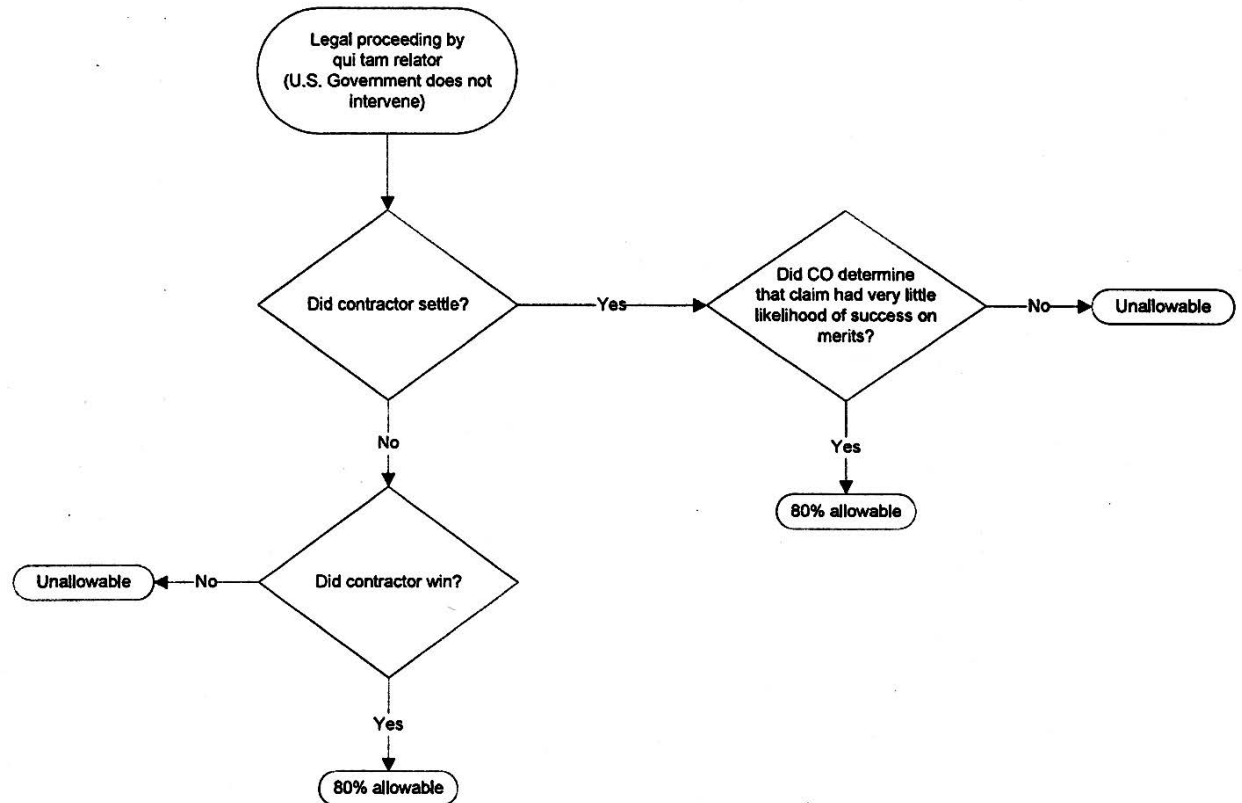 Legal proceeding by
qui tam relator
(U.S. Government does not
intervene)
Did contractor settle?
Yes
Did CO determine
that claim had very little
likelihood of success on
merits?
No
Unallowable
Yes
80% allowable
No
Did contractor win?
No
Unallowable
Yes
80% allowable